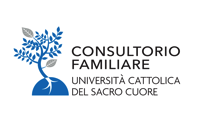 CONSULTORIO
FAMILIARE
UNIVERSITÀ CATTOLICA
DEL SACRO CUORE